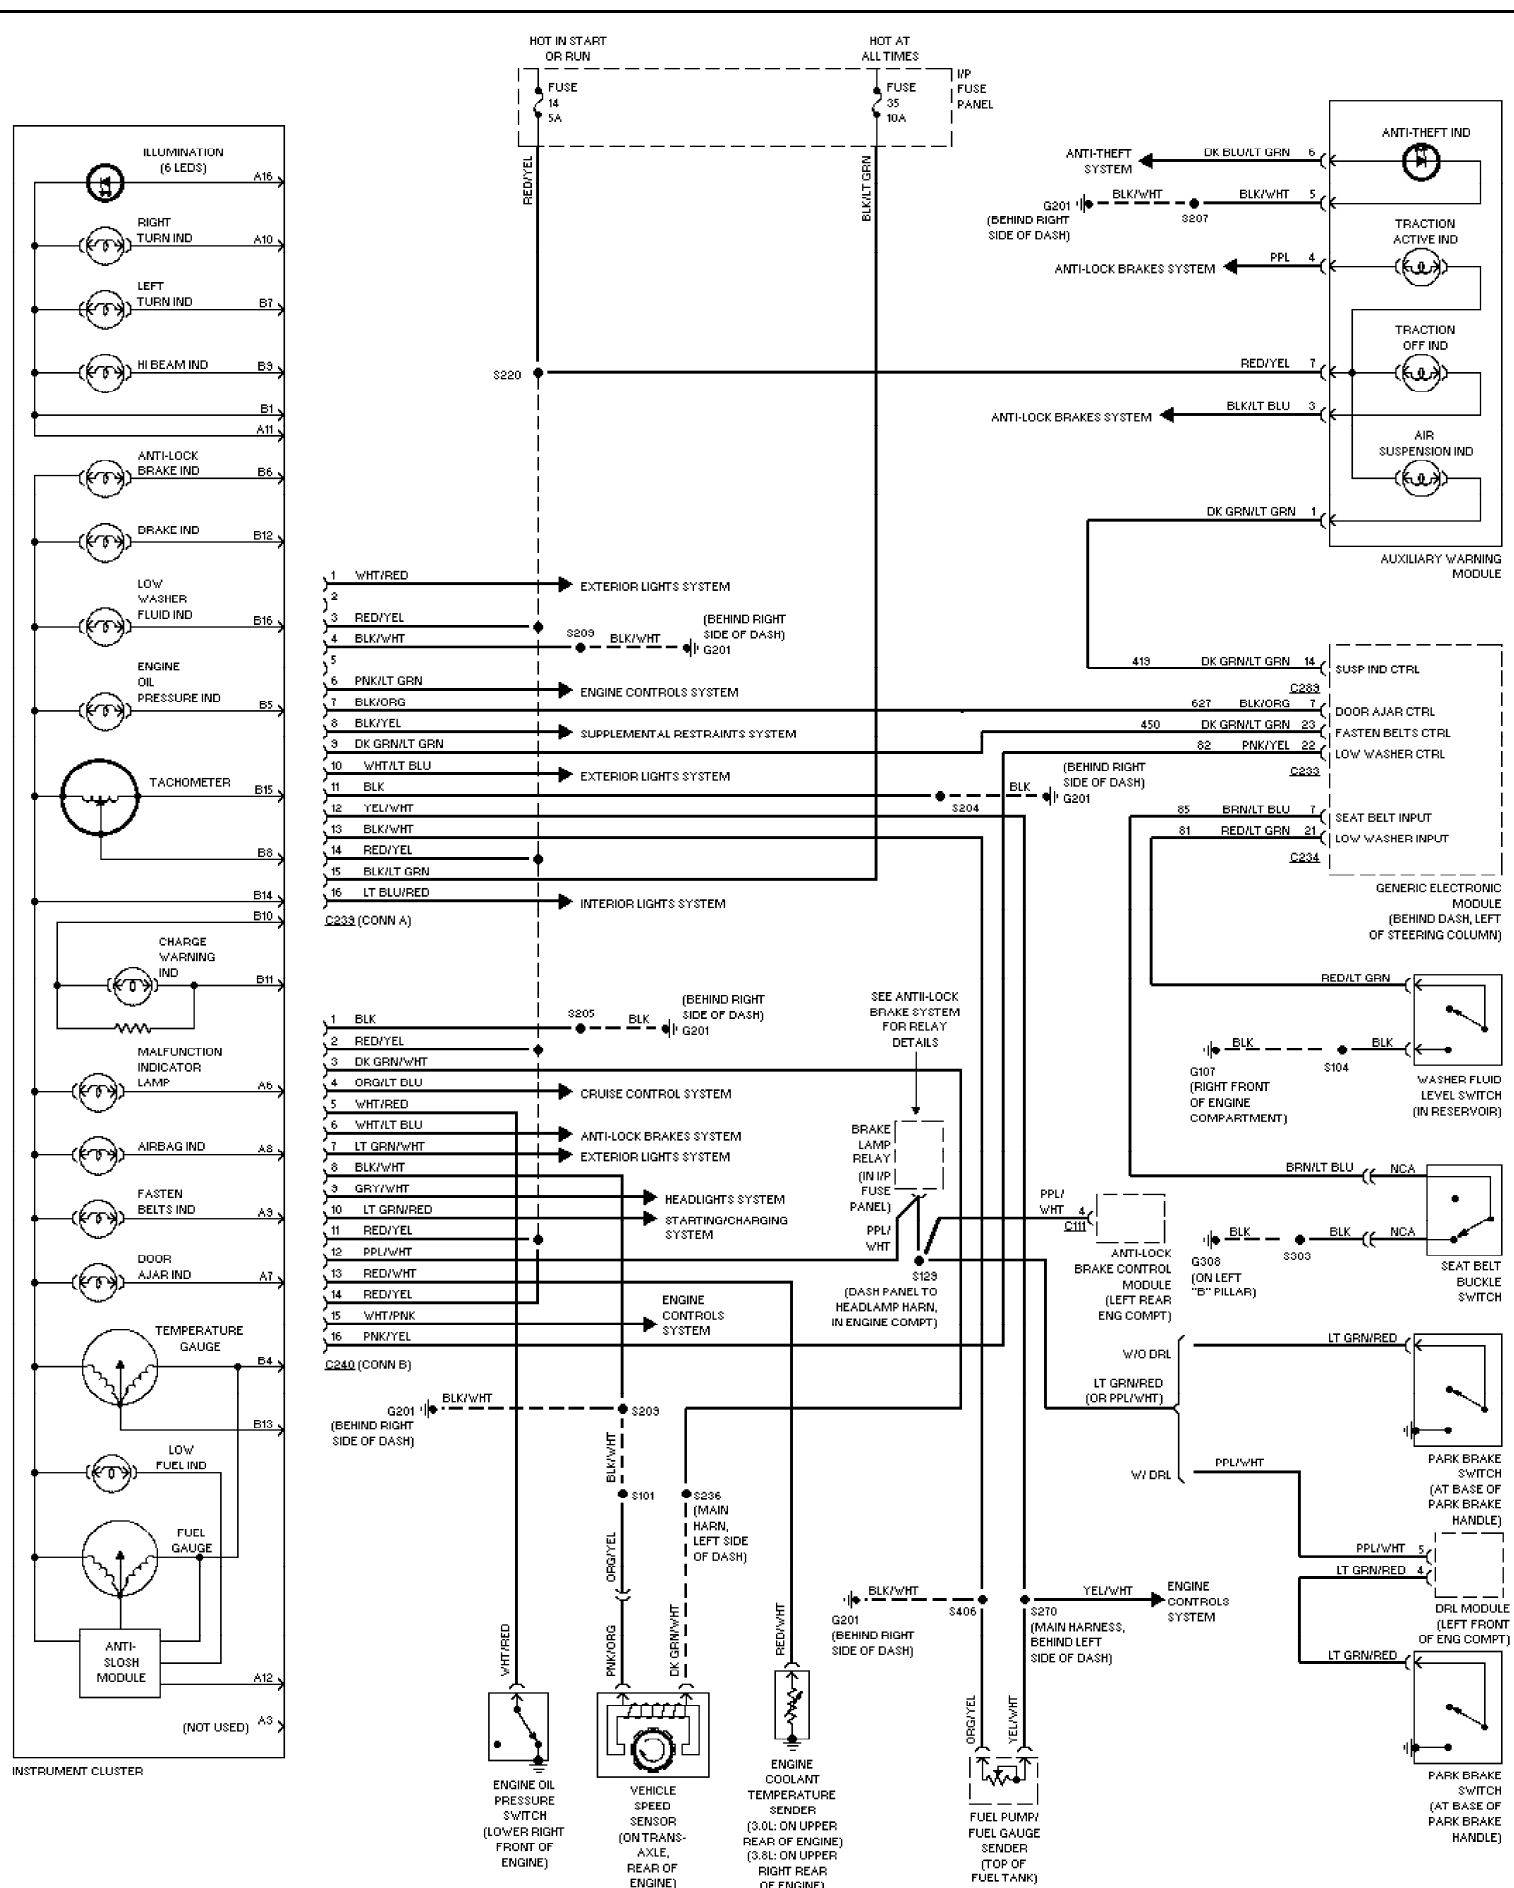 HOT IN START
OR RUN
HOT AT
ALL TIMES
FUSE
14
5A
FUSE
35
10A
I/P
FUSE
PANEL
RED/YEL
BLK/LT GRN
ILLUMINATION
(6 LEDS)
A16
RIGHT
TURN IND
A10
LEFT
TURN IND
B7
HI BEAM IND
B9
B1
A11
ANTI-LOCK
BRAKE IND
B6
BRAKE IND
B12
LOW
WASHER
FLUID IND
B16
ENGINE
OIL
PRESSURE IND
B5
TACHOMETER
B15
B8
B14
B10
CHARGE
WARNING
IND
B11
MALFUNCTION
INDICATOR
LAMP
A6
AIRBAG IND
A8
FASTEN
BELTS IND
A9
DOOR
AJAR IND
A7
TEMPERATURE
GAUGE
B4
B13
LOW
FUEL IND
FUEL
GAUGE
ANTI-
SLOSH
MODULE
A12
(NOT USED)
A3
INSTRUMENT CLUSTER
S220
1 WHT/RED
EXTERIOR LIGHTS SYSTEM
2
3 RED/YEL
4 BLK/WHT
S209
BLK/WHT
(BEHIND RIGHT
SIDE OF DASH)
G201
5
6 PNK/LT GRN
ENGINE CONTROLS SYSTEM
7 BLK/ORG
8 BLK/YEL
SUPPLEMENTAL RESTRAINTS SYSTEM
9 DK GRN/LT GRN
10 WHT/LT BLU
EXTERIOR LIGHTS SYSTEM
11 BLK
S204
BLK
(BEHIND RIGHT
SIDE OF DASH)
G201
12 YEL/WHT
13 BLK/WHT
14 RED/YEL
15 BLK/LT GRN
16 LT BLU/RED
INTERIOR LIGHTS SYSTEM
C239 (CONN A)
1 BLK
S205
BLK
(BEHIND RIGHT
SIDE OF DASH)
G201
2 RED/YEL
3 DK GRN/WHT
4 ORG/LT BLU
CRUISE CONTROL SYSTEM
5 WHT/RED
6 WHT/LT BLU
ANTI-LOCK BRAKES SYSTEM
7 LT GRN/WHT
EXTERIOR LIGHTS SYSTEM
8 BLK/WHT
9 GRY/WHT
HEADLIGHTS SYSTEM
10 LT GRN/RED
STARTING/CHARGING
SYSTEM
11 RED/YEL
12 PPL/WHT
13 RED/WHT
14 RED/YEL
15 WHT/PNK
ENGINE
CONTROLS
SYSTEM
16 PNK/YEL
C240 (CONN B)
SEE ANTII-LOCK
BRAKE SYSTEM
FOR RELAY
DETAILS
BRAKE
LAMP
RELAY
(IN I/P
FUSE
PANEL)
PPL/
WHT
S129
(DASH PANEL TO
HEADLAMP HARN,
IN ENGINE COMPT)
PPL/
WHT 4
C111
ANTI-LOCK
BRAKE CONTROL
MODULE
(LEFT REAR
ENG COMPT)
G201
(BEHIND RIGHT
SIDE OF DASH)
BLK/WHT
S209
BLK/WHT
S101
ORG/YEL
PNK/ORG
S236
(MAIN
HARN,
LEFT SIDE
OF DASH)
DK GRN/WHT
WHT/RED
RED/WHT
ENGINE OIL
PRESSURE
SWITCH
(LOWER RIGHT
FRONT OF
ENGINE)
VEHICLE
SPEED
SENSOR
(ON TRANS-
AXLE,
REAR OF
ENGINE)
ENGINE
COOLANT
TEMPERATURE
SENDER
(3.0L: ON UPPER
REAR OF ENGINE)
(3.8L: ON UPPER
RIGHT REAR
OF ENGINE)
G201
(BEHIND RIGHT
SIDE OF DASH)
BLK/WHT
S406
S270
(MAIN HARNESS,
BEHIND LEFT
SIDE OF DASH)
YEL/WHT
ENGINE
CONTROLS
SYSTEM
ORG/YEL
YEL/WHT
FUEL PUMP/
FUEL GAUGE
SENDER
(TOP OF
FUEL TANK)
ANTI-THEFT
SYSTEM
DK BLU/LT GRN 6
ANTI-THEFT IND
G201
(BEHIND RIGHT
SIDE OF DASH)
BLK/WHT
S207
BLK/WHT 5
TRACTION
ACTIVE IND
ANTI-LOCK BRAKES SYSTEM
PPL 4
TRACTION
OFF IND
RED/YEL 7
ANTI-LOCK BRAKES SYSTEM
BLK/LT BLU 3
AIR
SUSPENSION IND
DK GRN/LT GRN 1
AUXILIARY WARNING
MODULE
419 DK GRN/LT GRN 14 SUSP IND CTRL
C283
627 BLK/ORG 7 DOOR AJAR CTRL
450 DK GRN/LT GRN 23 FASTEN BELTS CTRL
82 PNK/YEL 22 LOW WASHER CTRL
C233
85 BRN/LT BLU 7 SEAT BELT INPUT
81 RED/LT GRN 21 LOW WASHER INPUT
C234
GENERIC ELECTRONIC
MODULE
(BEHIND DASH, LEFT
OF STEERING COLUMN)
RED/LT GRN
G107
(RIGHT FRONT
OF ENGINE
COMPARTMENT)
BLK
S104
BLK
WASHER FLUID
LEVEL SWITCH
(IN RESERVOIR)
BRN/LT BLU NCA
G308
(ON LEFT
"B" PILLAR)
BLK
S303
BLK NCA
SEAT BELT
BUCKLE
SWITCH
W/O DRL
LT GRN/RED
LT GRN/RED
(OR PPL/WHT)
W/ DRL
PPL/WHT
PARK BRAKE
SWITCH
(AT BASE OF
PARK BRAKE
HANDLE)
PPL/WHT 5
LT GRN/RED 4
DRL MODULE
(LEFT FRONT
OF ENG COMPT)
LT GRN/RED
PARK BRAKE
SWITCH
(AT BASE OF
PARK BRAKE
HANDLE)